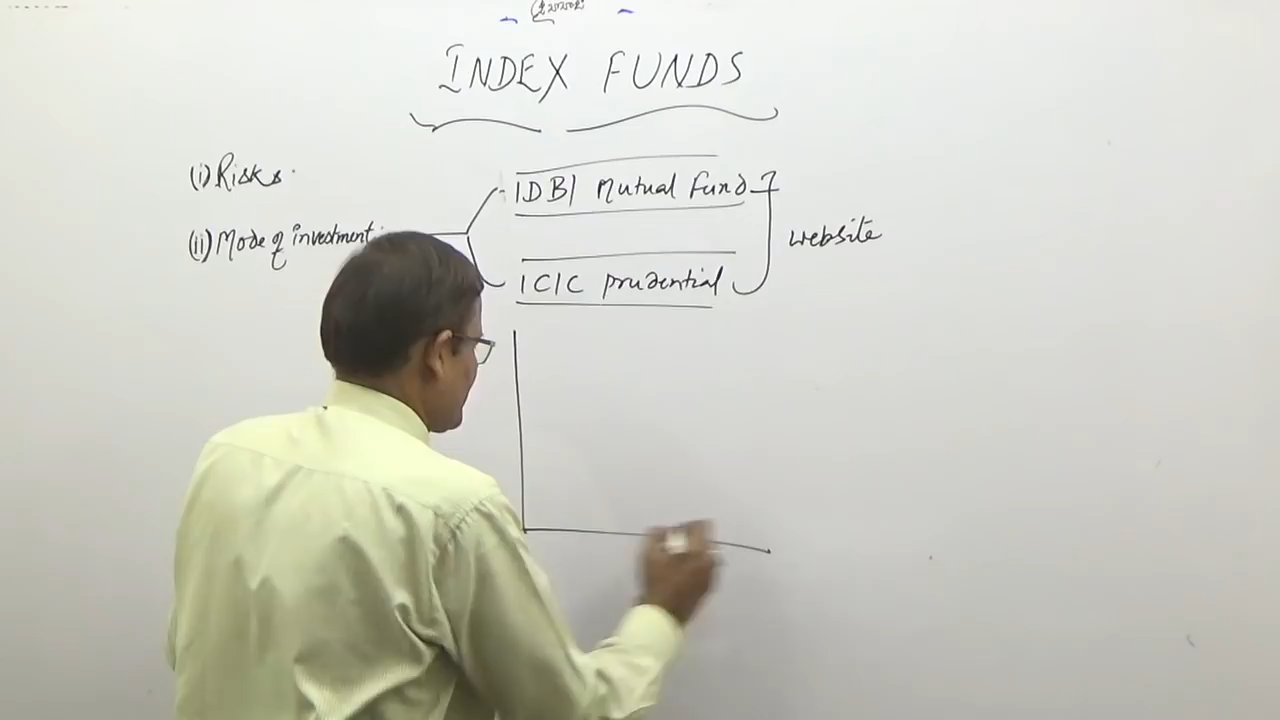 INDEX FUNDS
(i) Risks.
IDBI Mutual Fund
(ii) Mode of investment
website
ICIC prudential